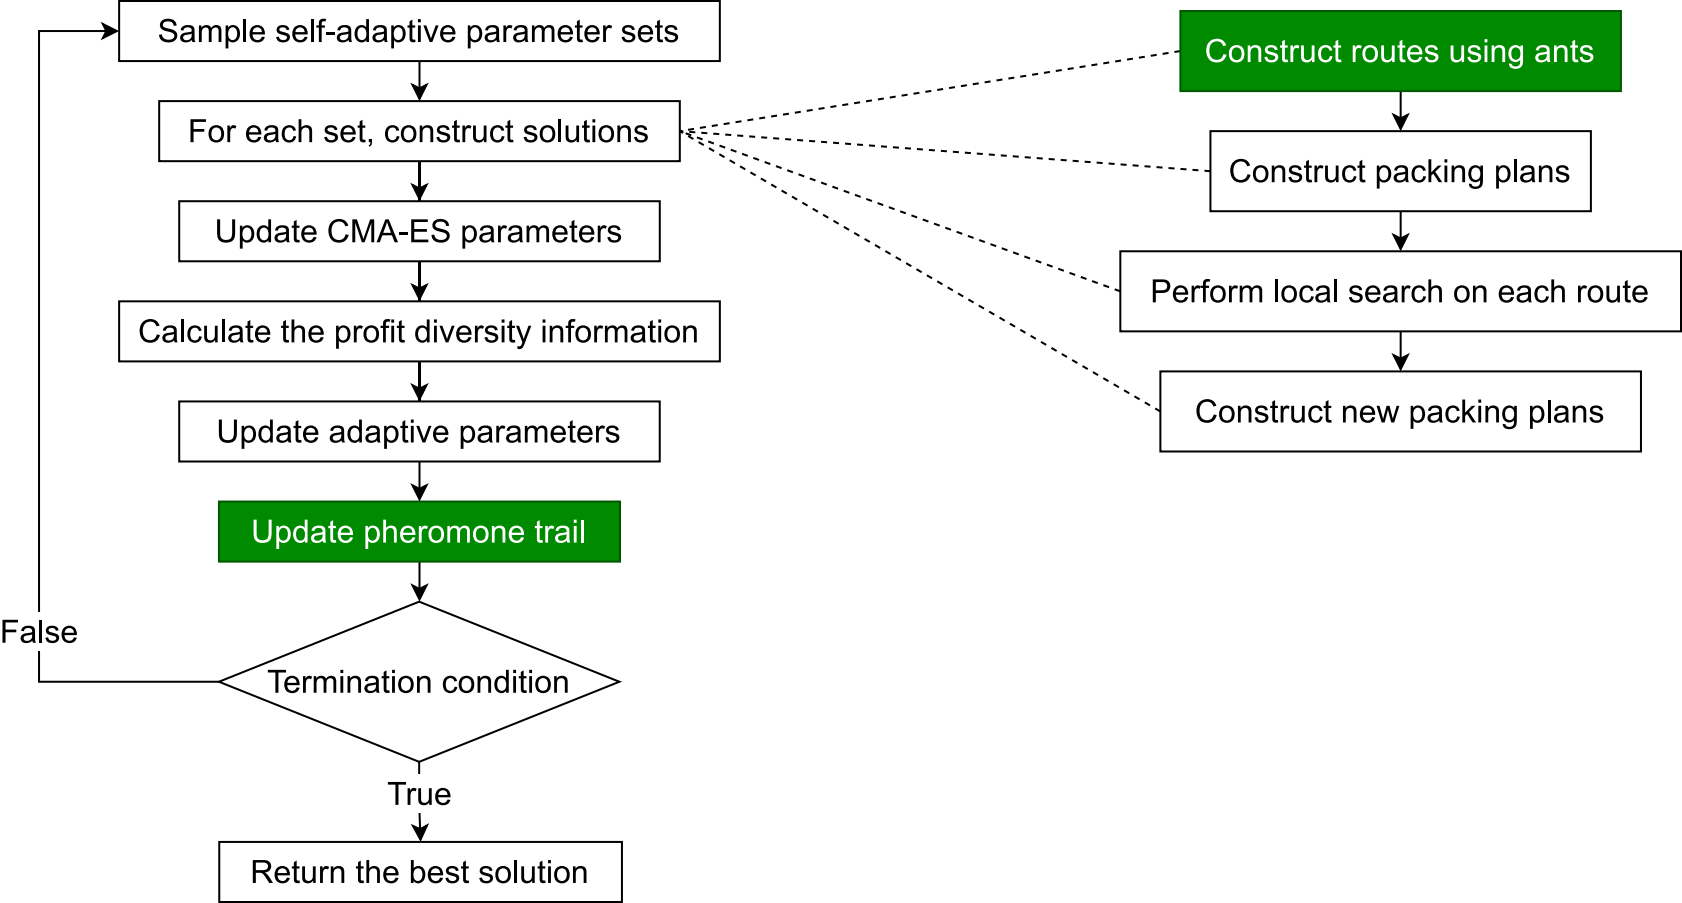 Sample self-adaptive parameter sets
For each set, construct solutions
Update CMA-ES parameters
Calculate the profit diversity information
Update adaptive parameters
Update pheromone trail
False
Termination condition
True
Return the best solution
Construct routes using ants
Construct packing plans
Perform local search on each route
Construct new packing plans